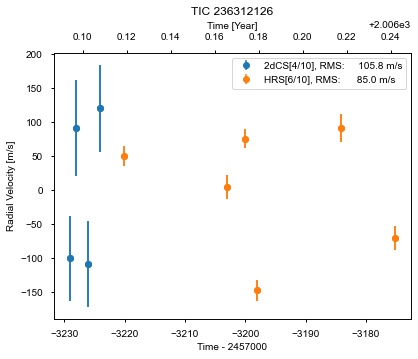 TIC 236312126
Time [Year]
+2.006e3
0.10 0.12 0.14 0.16 0.18 0.20 0.22 0.24
2dCS[4/10], RMS: 105.8 m/s
HRS[6/10], RMS: 85.0 m/s
200
150
100
50
0
−50
−100
−150
Radial Velocity [m/s]
−3230 −3220 −3210 −3200 −3190 −3180
Time - 2457000